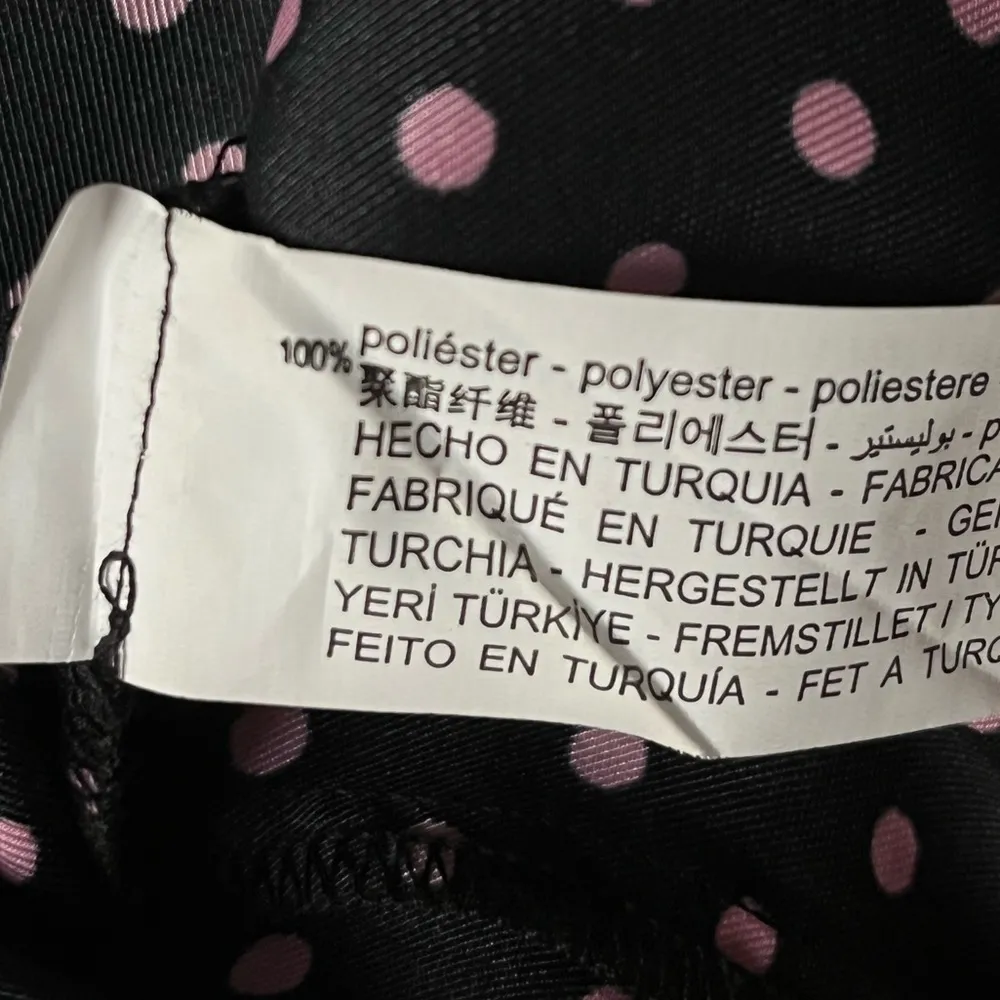 100% poliéster - polyester - poliestere
聚酯纤维 - 폴리에스터 - بوليستير -
HECHO EN TURQUIA -
FABRIQUÉ EN TURQUIE -
TURCHIA - HERGESTELLT IN
YERİ TÜRKİYE - FREMSTILLET I
FEITO EN TURQUÍA - FET A